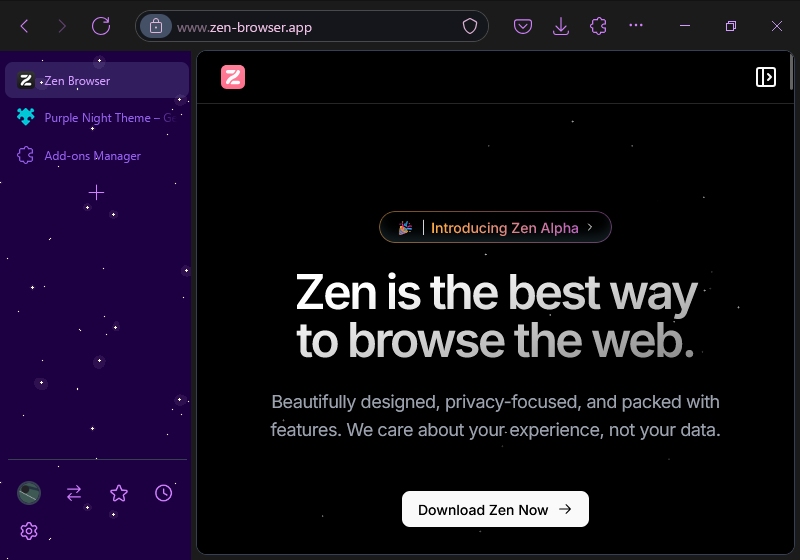 www.zen-browser.app
Zen Browser
Purple Night Theme – Ge
Add-ons Manager
Introducing Zen Alpha
Zen is the best way
to browse the web.
Beautifully designed, privacy-focused, and packed with
features. We care about your experience, not your data.
Download Zen Now